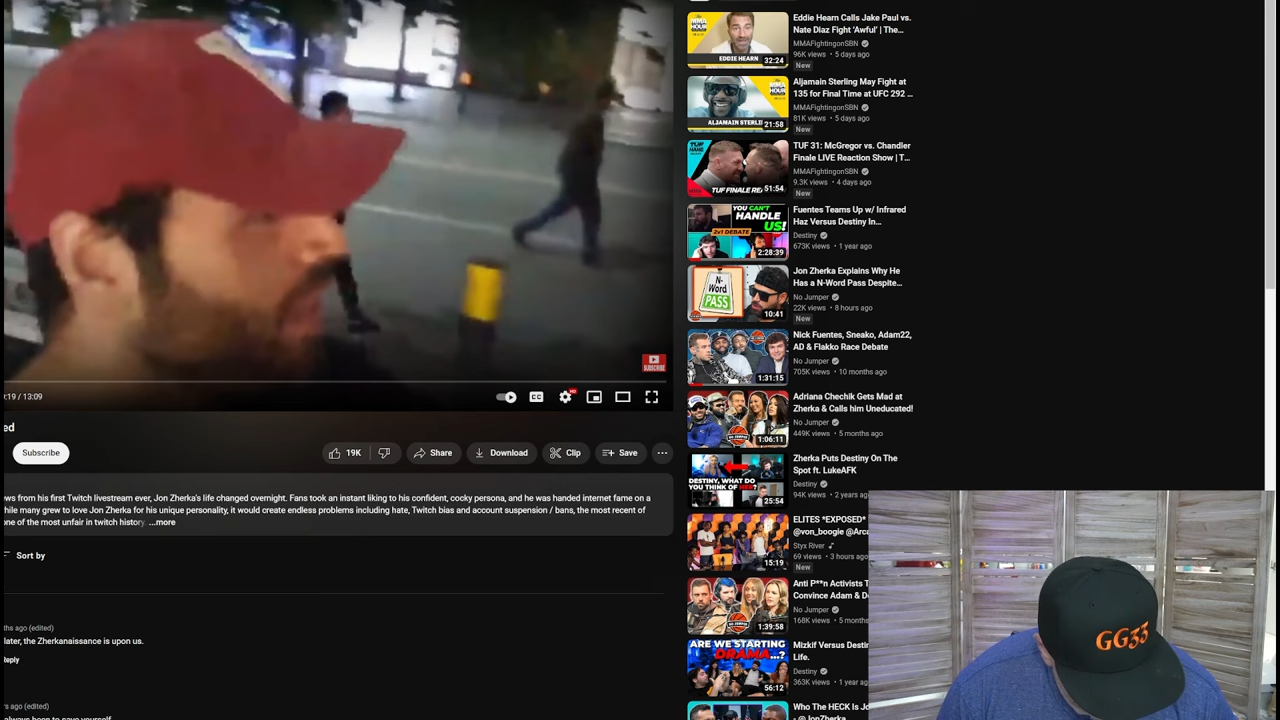 :19 / 13:09
CC
HD
SUBSCRIBE
ed
Subscribe
19K
Share
Download
Clip
Save
ews from his first Twitch livestream ever, Jon Zherka's life changed overnight. Fans took an instant liking to his confident, cocky persona, and he was handed internet fame on a
hile many grew to love Jon Zherka for his unique personality, it would create endless problems including hate, Twitch bias and account suspension / bans, the most recent of
one of the most unfair in twitch history. ...more
Sort by
ths ago (edited)
later, the Zherkanaissance is upon us.
Reply
rs ago (edited)
always been to save yourself
EDDIE HEARN
32:24
Eddie Hearn Calls Jake Paul vs.
Nate Diaz Fight 'Awful' | The...
MMAFightingonSBN
96K views • 5 days ago
New
ALJAMAIN STERLI
21:58
Aljamain Sterling May Fight at
135 for Final Time at UFC 292 ...
MMAFightingonSBN
81K views • 5 days ago
New
TUF FINALE RE
51:54
TUF 31: McGregor vs. Chandler
Finale LIVE Reaction Show | T...
MMAFightingonSBN
9.3K views • 4 days ago
New
YOU CAN'T
HANDLE
US!
2V1 DEBATE
2:28:39
Fuentes Teams Up w/ Infrared
Haz Versus Destiny In...
Destiny
673K views • 1 year ago
N-
Word
PASS
10:41
Jon Zherka Explains Why He
Has a N-Word Pass Despite...
No Jumper
22K views • 8 hours ago
New
1:31:15
Nick Fuentes, Sneako, Adam22,
AD & Flakko Race Debate
No Jumper
705K views • 10 months ago
1:06:11
Adriana Chechik Gets Mad at
Zherka & Calls him Uneducated!
No Jumper
449K views • 5 months ago
DESTINY, WHAT DO
YOU THINK OF HER?
25:54
Zherka Puts Destiny On The
Spot ft. LukeAFK
Destiny
94K views • 2 years ag
15:19
ELITES *EXPOSED*
@von_boogie @Arca
Styx River
69 views • 3 hours ago
New
1:39:58
Anti P**n Activists T
Convince Adam & D
No Jumper
168K views • 5 months
ARE WE STARTING
DRAMA...?
56:12
Mizkif Versus Destin
Life.
Destiny
363K views • 1 year ag
Who The HECK Is Jo
- @JonZherka
GG33